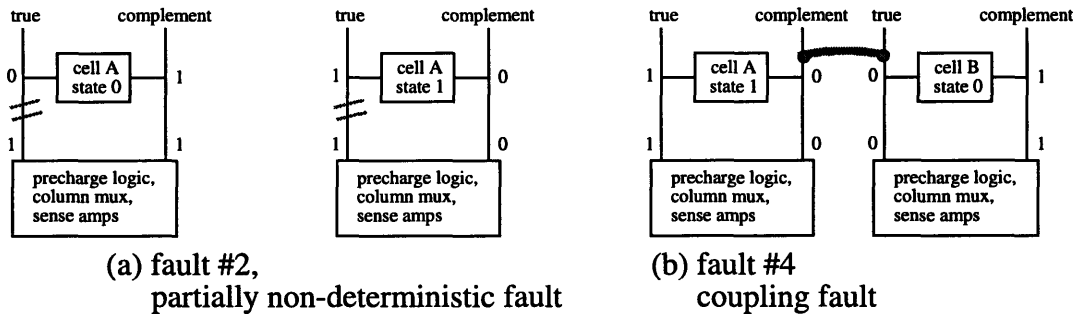 true complement true complement true complement true complement
0 cell A 1 1 cell A 0 1 cell A 0 0 cell B 1
state 0 state 1 state 1 state 0
1 1 1 0 1 0 0 1
precharge logic, precharge logic, precharge logic, precharge logic,
column mux, column mux, column mux, column mux,
sense amps sense amps sense amps sense amps
(a) fault #2,
partially non-deterministic fault
(b) fault #4
coupling fault